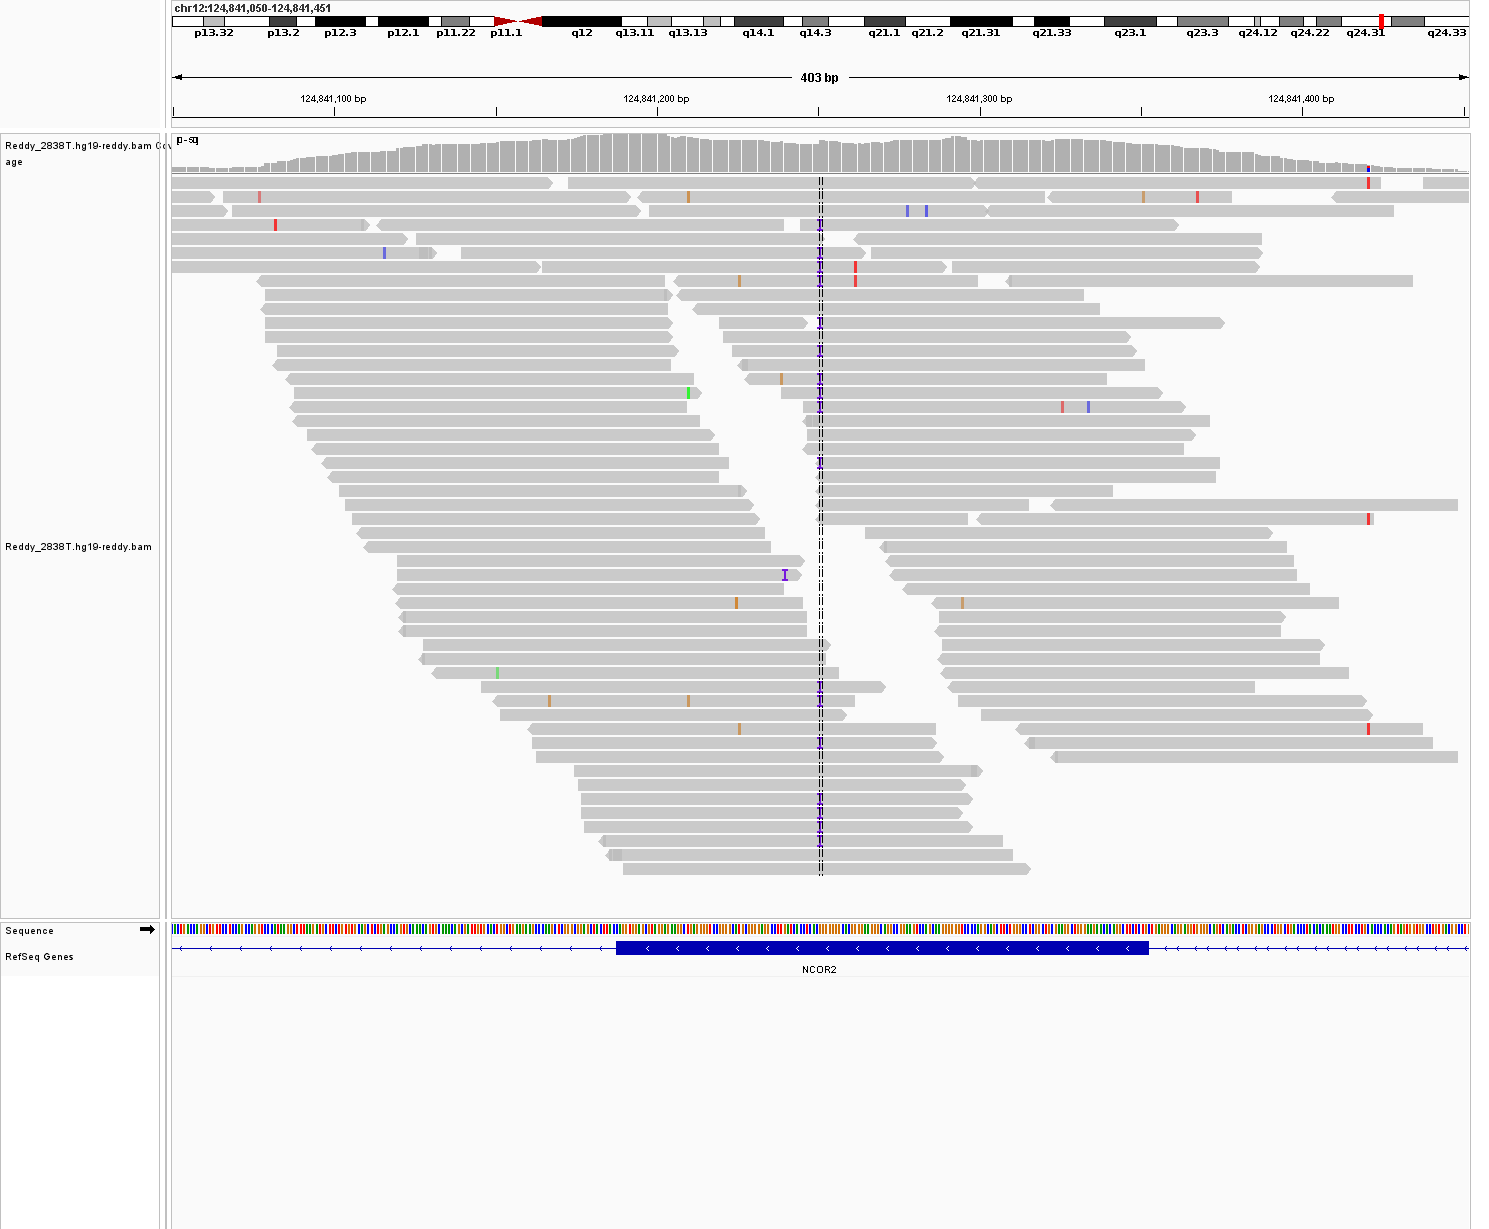 chr12:124,841,050-124,841,451
p13.32 p13.2 p12.3 p12.1 p11.22 p11.1 q12 q13.11 q13.13 q14.1 q14.3 q21.1 q21.2 q21.31 q21.33 q23.1 q23.3 q24.12 q24.22 q24.31 q24.33
403 bp
124,841,100 bp 124,841,200 bp 124,841,300 bp 124,841,400 bp
Reddy_2838T.hg19-reddy.bam Cov
age
Reddy_2838T.hg19-reddy.bam
Sequence
RefSeq Genes
NCOR2